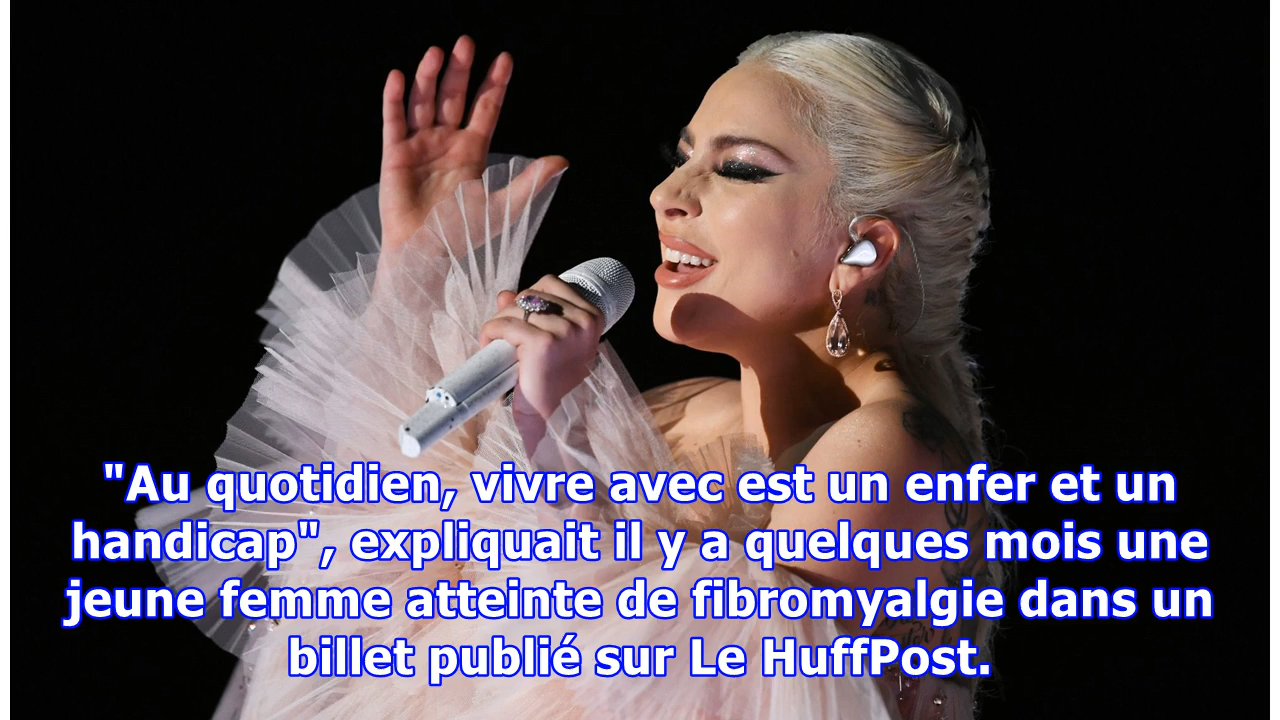 "Au quotidien, vivre avec est un enfer et un
handicap", expliquait il y a quelques mois une
jeune femme atteinte de fibromyalgie dans un
billet publié sur Le HuffPost.